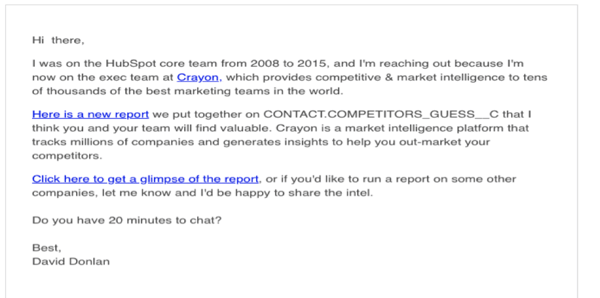 Hi  there,
I was on the HubSpot core team from 2008 to 2015, and I'm reaching out because I'm
now on the exec team at Crayon, which provides competitive & market intelligence to tens
of thousands of the best marketing teams in the world.
Here is a new report we put together on CONTACT.COMPETITORS_GUESS__C that I
think you and your team will find valuable. Crayon is a market intelligence platform that
tracks millions of companies and generates insights to help you out-market your
competitors.
Click here to get a glimpse of the report, or if you'd like to run a report on some other
companies, let me know and I'd be happy to share the intel.
Do you have 20 minutes to chat?
Best,
David Donlan